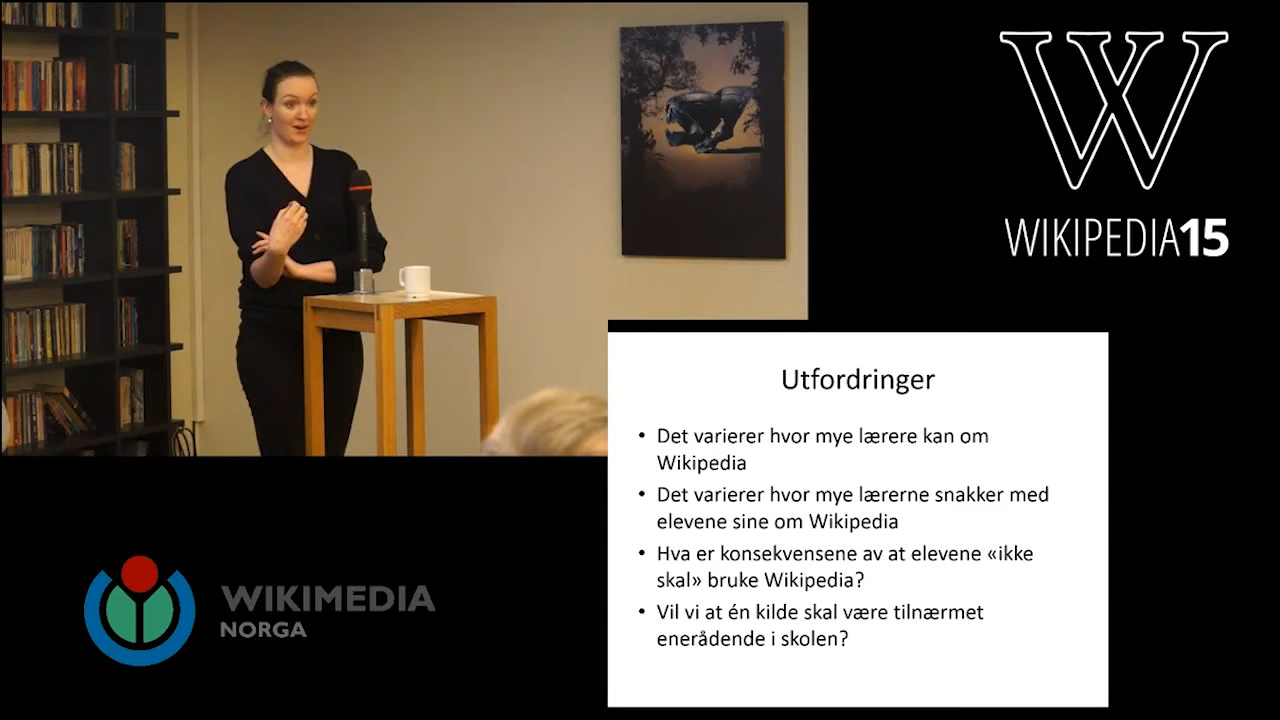 W
WIKIPEDIA15
Utfordringer
• Det varierer hvor mye lærere kan om
Wikipedia
• Det varierer hvor mye lærerne snakker med
elevene sine om Wikipedia
• Hva er konsekvensene av at elevene «ikke
skal» bruke Wikipedia?
• Vil vi at én kilde skal være tilnærmet
enerådende i skolen?
WIKIMEDIA
NORGA